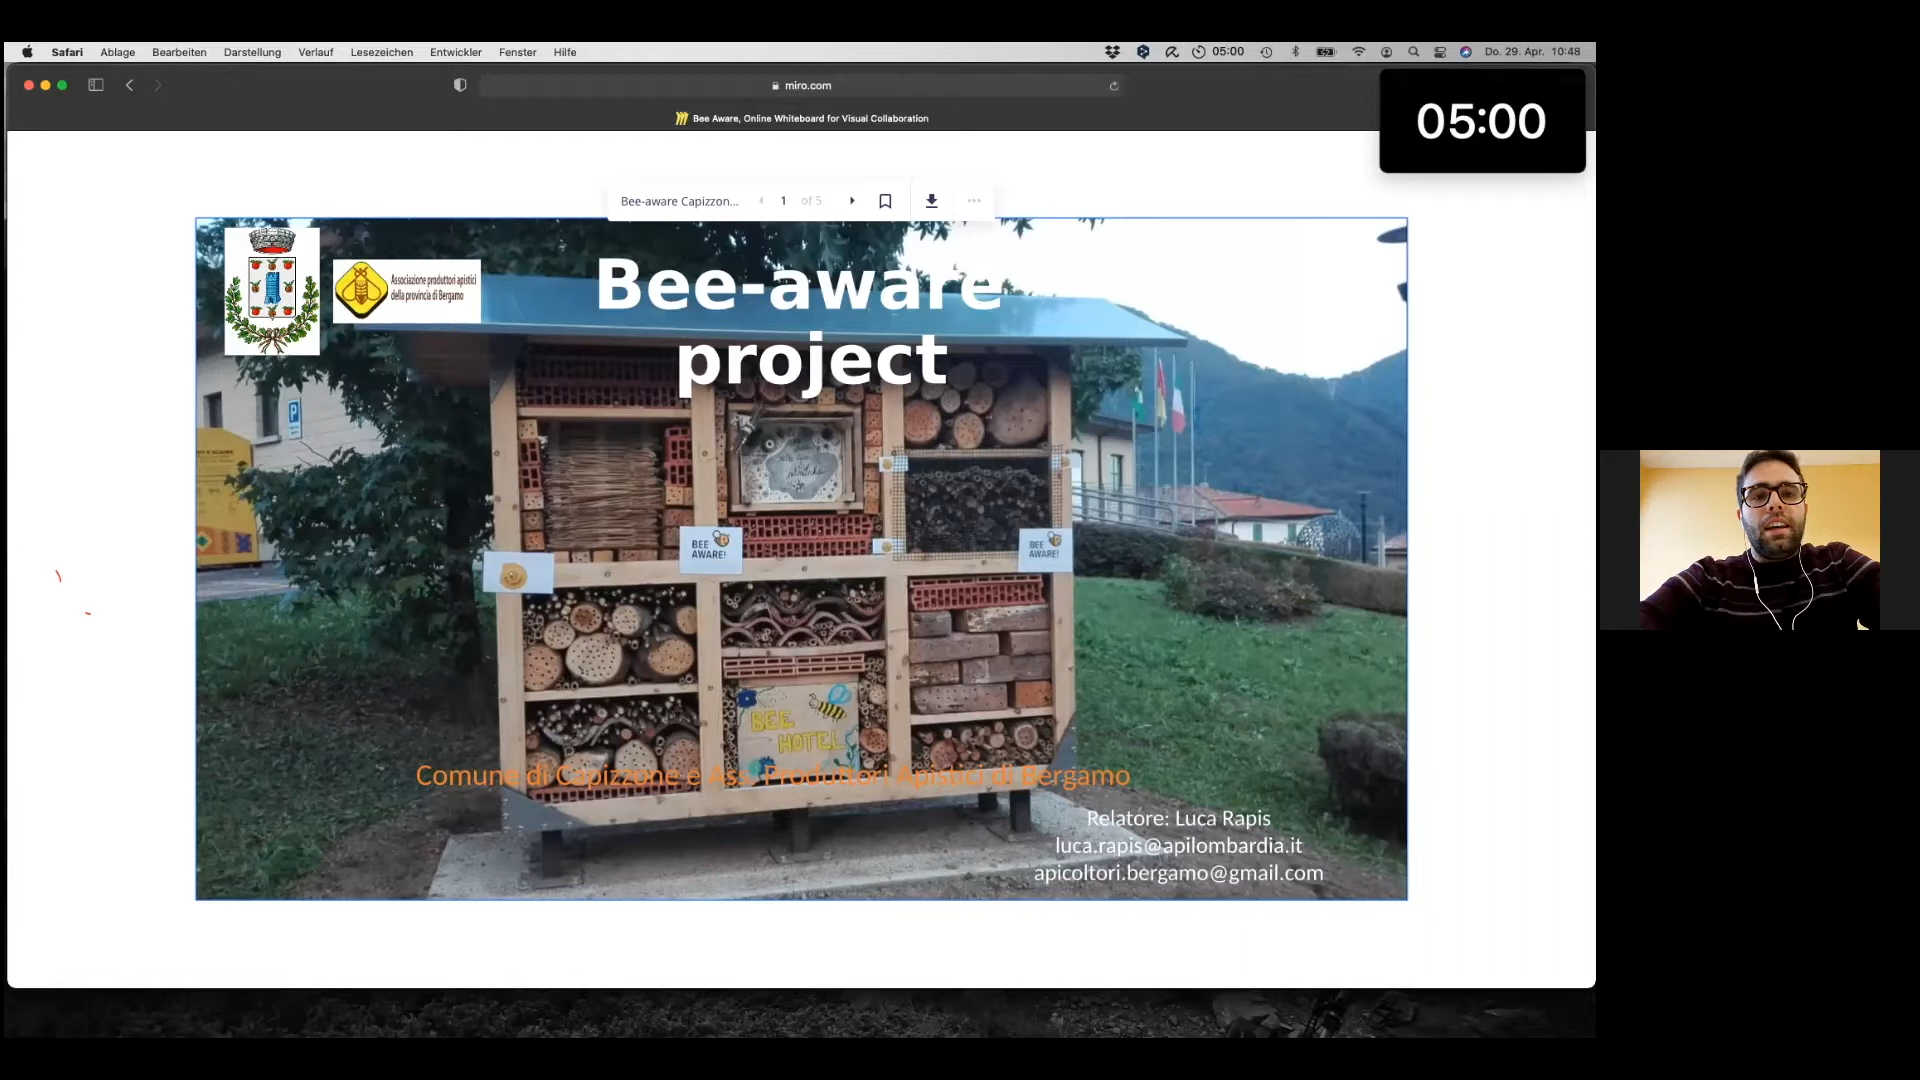 Safari Ablage Bearbeiten Darstellung Verlauf Lesezeichen Entwickler Fenster Hilfe 05:00 Do. 29. Apr. 10:48
miro.com
Bee Aware, Online Whiteboard for Visual Collaboration
05:00
Bee-aware Capizzon... 1 of 5
Associazione produttori apistici
della provincia di Bergamo
Bee-aware
project
P
BEE
AWARE!
BEE
AWARE!
BEE
HOTEL
Comune di Capizzone e Ass. Produttori Apistici di Bergamo
Relatore: Luca Rapis
luca.rapis@apilombardia.it
apicoltori.bergamo@gmail.com